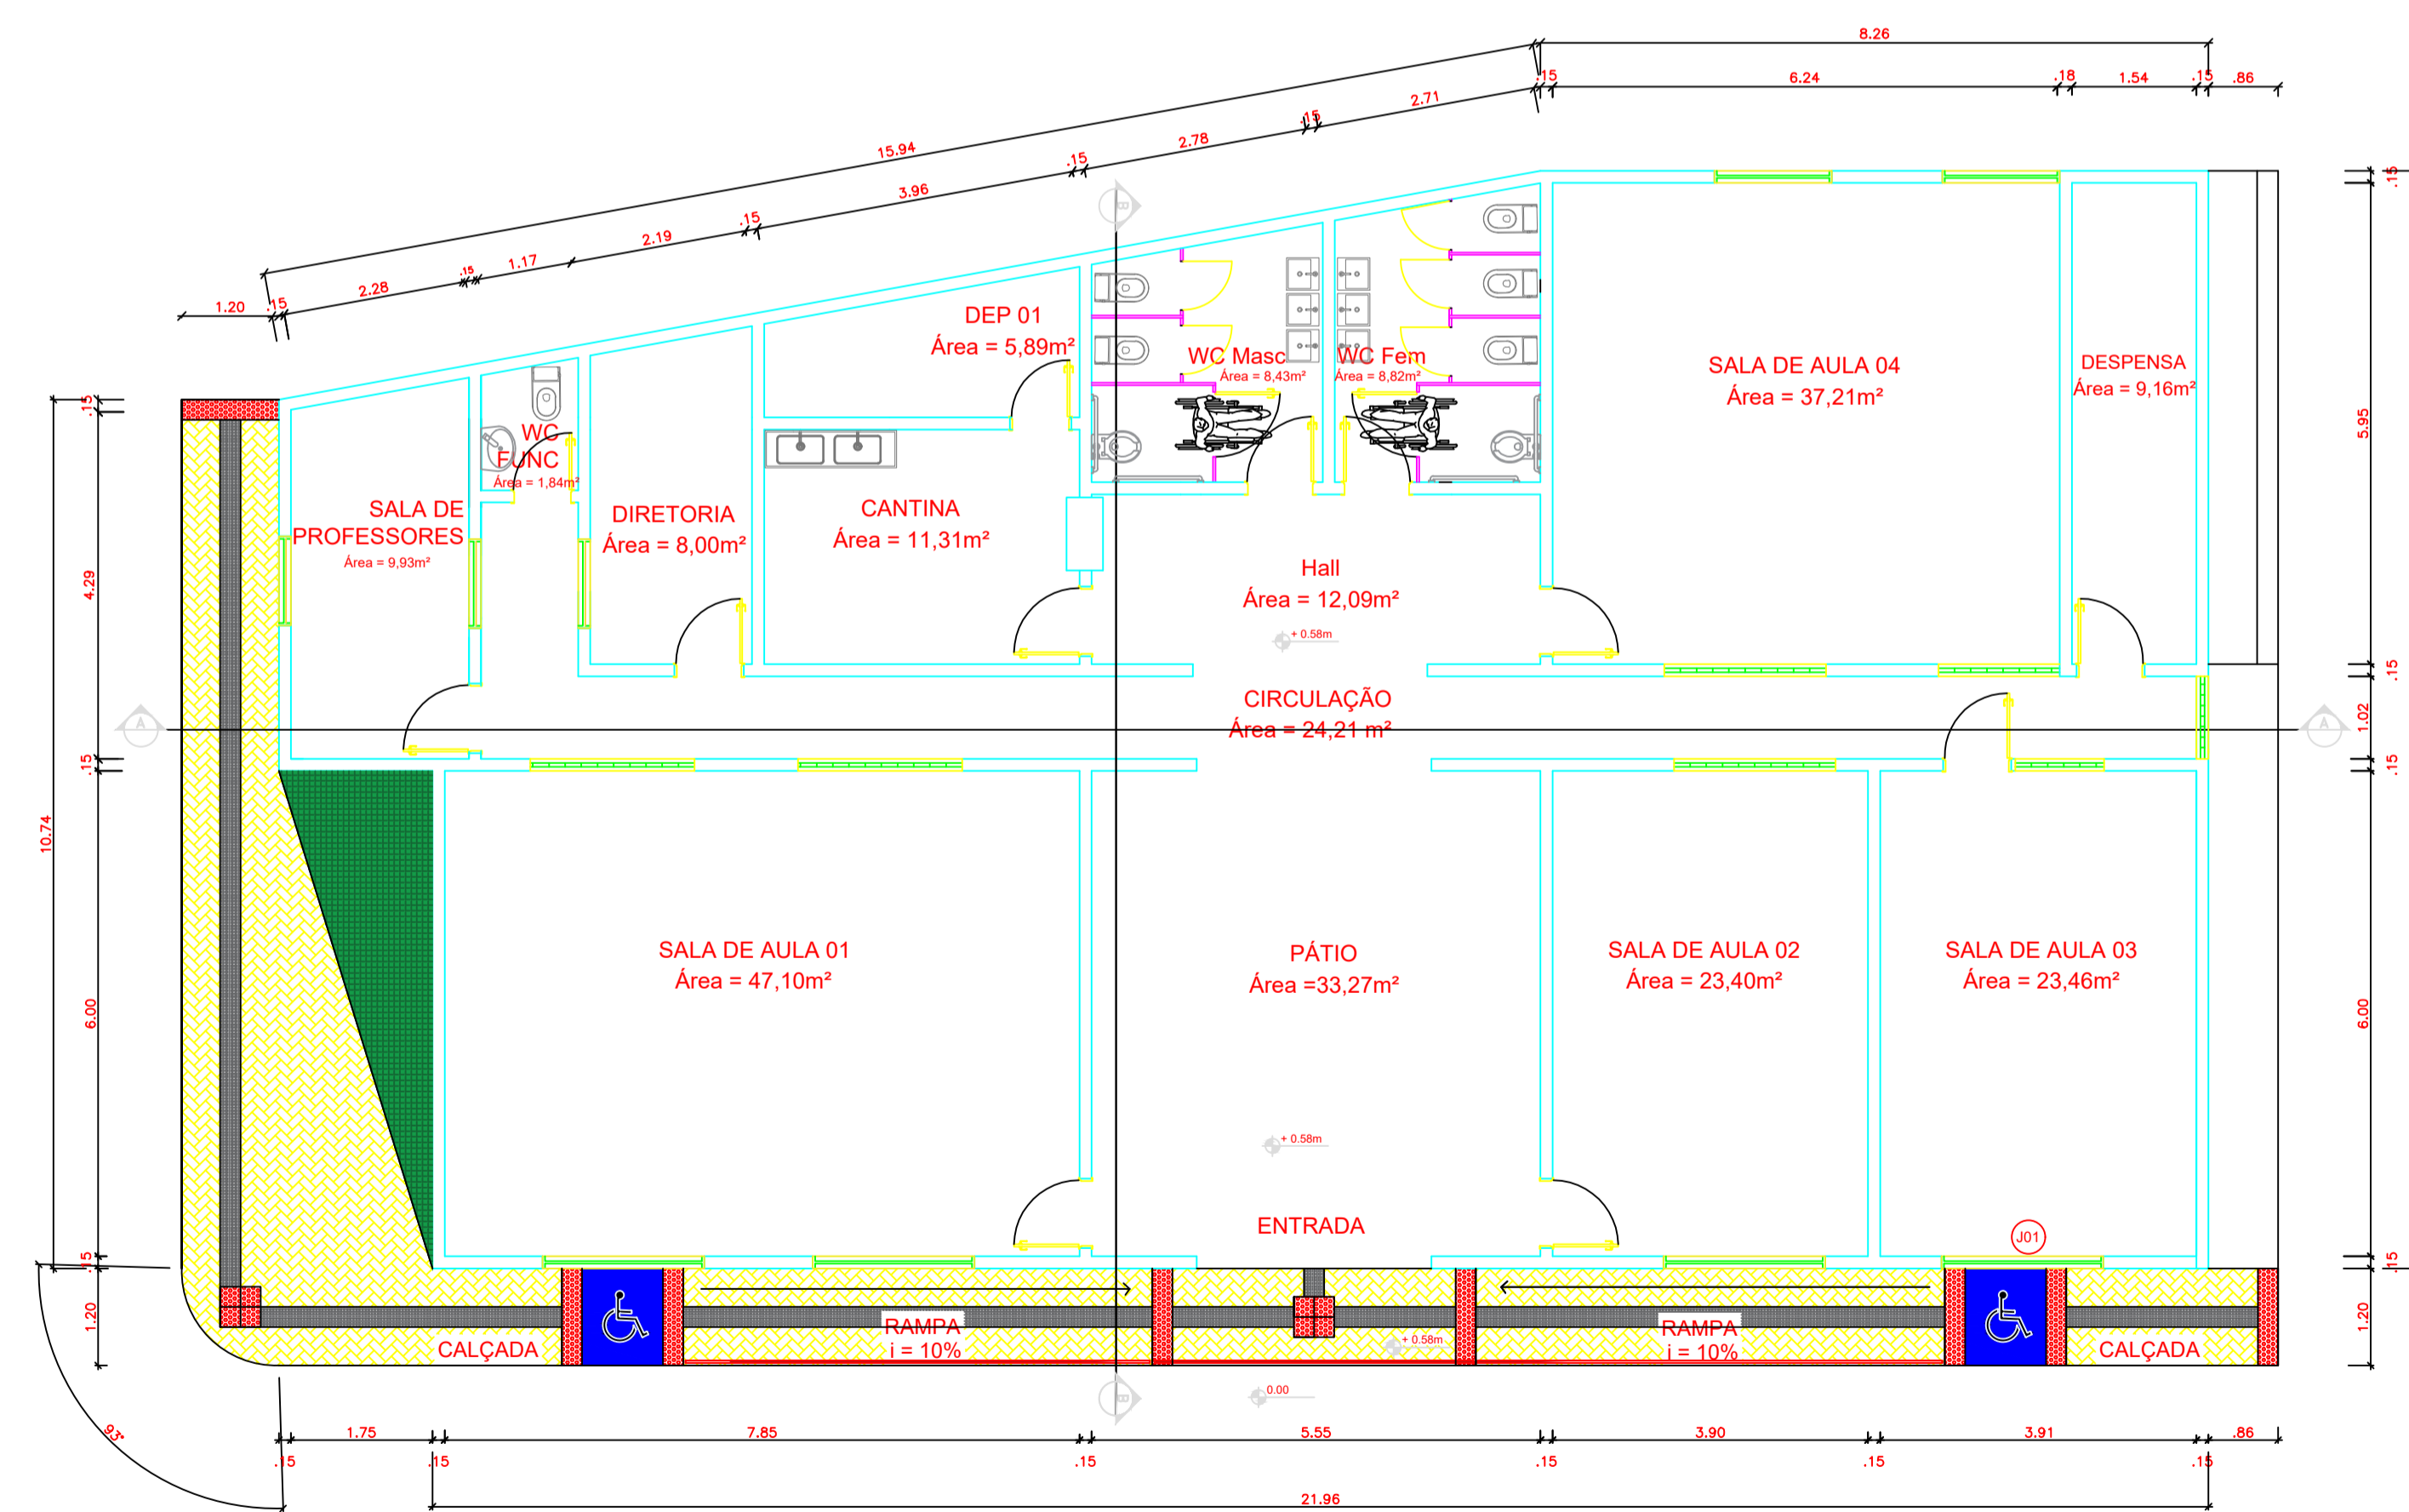 8.26
.15
6.24
.18
1.54
.15
.86
15.94
2.71
.15
2.78
.15
3.96
.15
2.19
1.17
.15
2.28
.15
1.20
B
.15
.15
DEP 01
Área = 5,89m²
WC Masc
Área = 8,43m²
WC Fem
Área = 8,82m²
SALA DE AULA 04
Área = 37,21m²
DESPENSA
Área = 9,16m²
5.95
WC
FUNC
Área = 1,84m²
SALA DE
PROFESSORES
Área = 9,93m²
DIRETORIA
Área = 8,00m²
CANTINA
Área = 11,31m²
Hall
Área = 12,09m²
+ 0.58m
4.29
.15
CIRCULAÇÃO
Área = 24,21 m²
A
A
1.02
.15
.15
10.74
SALA DE AULA 01
Área = 47,10m²
PÁTIO
Área =33,27m²
SALA DE AULA 02
Área = 23,40m²
SALA DE AULA 03
Área = 23,46m²
6.00
6.00
+ 0.58m
ENTRADA
J01
.15
.15
1.20
1.20
CALÇADA
RAMPA
i = 10%
+ 0.58m
RAMPA
i = 10%
CALÇADA
B
0.00
93°
1.75
7.85
5.55
3.90
3.91
.86
.15
.15
.15
.15
.15
.15
21.96